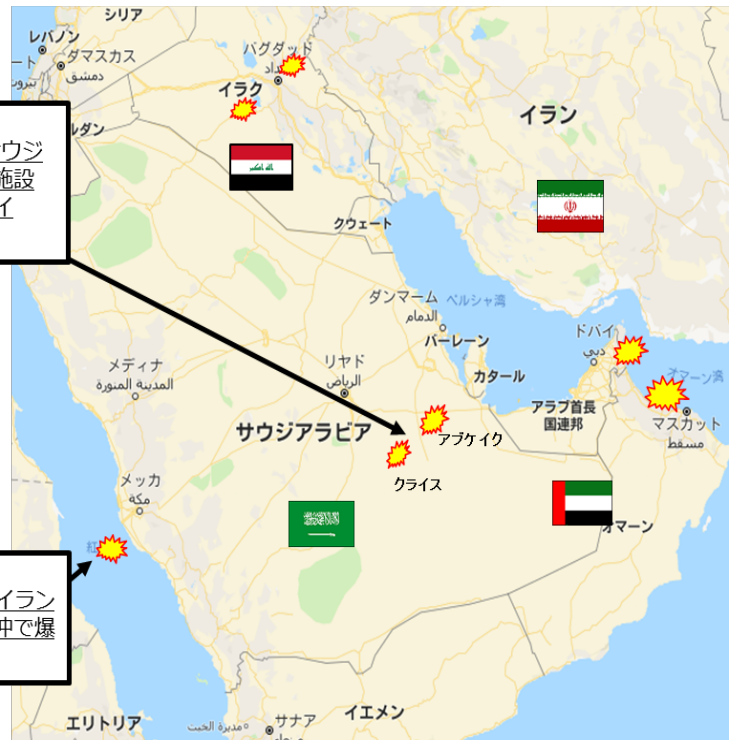 シリア
レバノン
ダマスカス
دمشق
بيروت
バグダッド
イラク
イラン
ルダン
ウジ
施設
イ
クウェート
ダンマーム
الدمام
ペルシャ湾
バーレーン
カタール
ドバイ
دبي
オマーン湾
マスカット
مسقط
アラブ首長
国連邦
メディナ
المدينة المنورة
リヤド
الرياض
サウジアラビア
アブケイク
クライス
メッカ
مكة
紅
オマーン
イラン
沖で爆
エリトリア
مديرة الخبت
サナア
イエメン